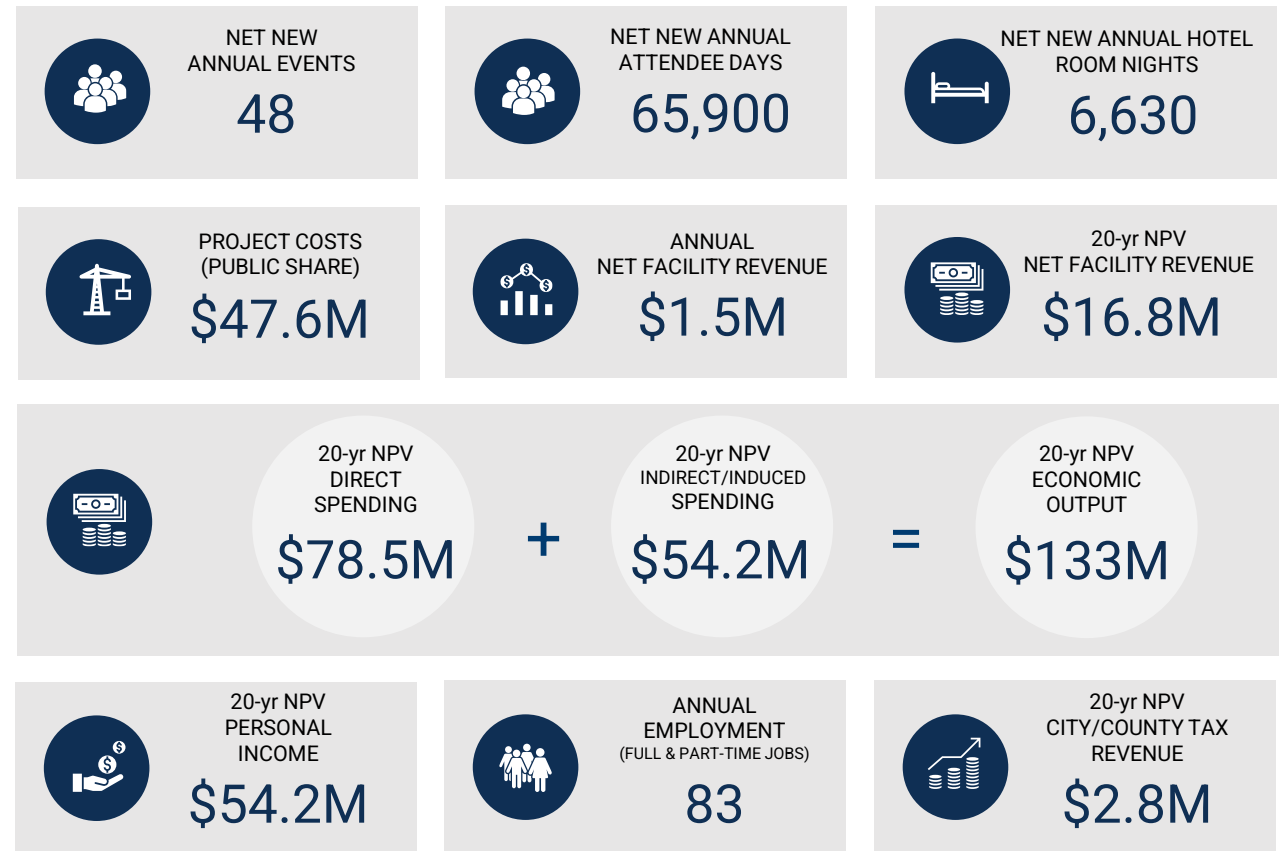 NET NEW
ANNUAL EVENTS
48
NET NEW ANNUAL
ATTENDEE DAYS
65,900
NET NEW ANNUAL HOTEL
ROOM NIGHTS
6,630
PROJECT COSTS
(PUBLIC SHARE)
$47.6M
ANNUAL
NET FACILITY REVENUE
$1.5M
20-yr NPV
NET FACILITY REVENUE
$16.8M
20-yr NPV
DIRECT
SPENDING
$78.5M
+
20-yr NPV
INDIRECT/INDUCED
SPENDING
$54.2M
=
20-yr NPV
ECONOMIC
OUTPUT
$133M
20-yr NPV
PERSONAL
INCOME
$54.2M
ANNUAL
EMPLOYMENT
(FULL & PART-TIME JOBS)
83
20-yr NPV
CITY/COUNTY TAX
REVENUE
$2.8M